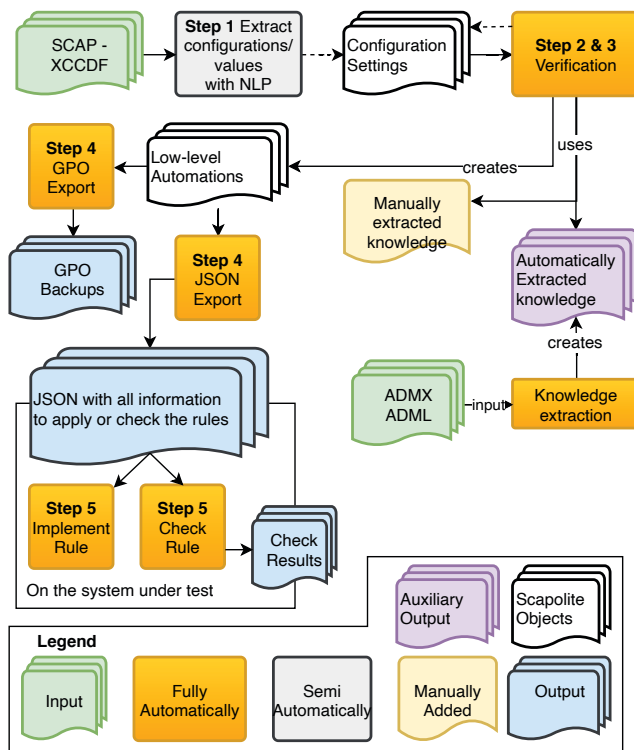 SCAP -
XCCDF
Step 1 Extract
configurations/
values
with NLP
Configuration
Settings
Step 2 & 3
Verification
uses
creates
Step 4
GPO
Export
Low-level
Automations
Manually
extracted
knowledge
Automatically
Extracted
knowledge
GPO
Backups
Step 4
JSON
Export
creates
JSON with all information
to apply or check the rules
ADMX
ADML
input
Knowledge
extraction
Step 5
Implement
Rule
Step 5
Check
Rule
Check
Results
On the system under test
Auxiliary
Output
Scapolite
Objects
Legend
Input
Fully
Automatically
Semi
Automatically
Manually
Added
Output